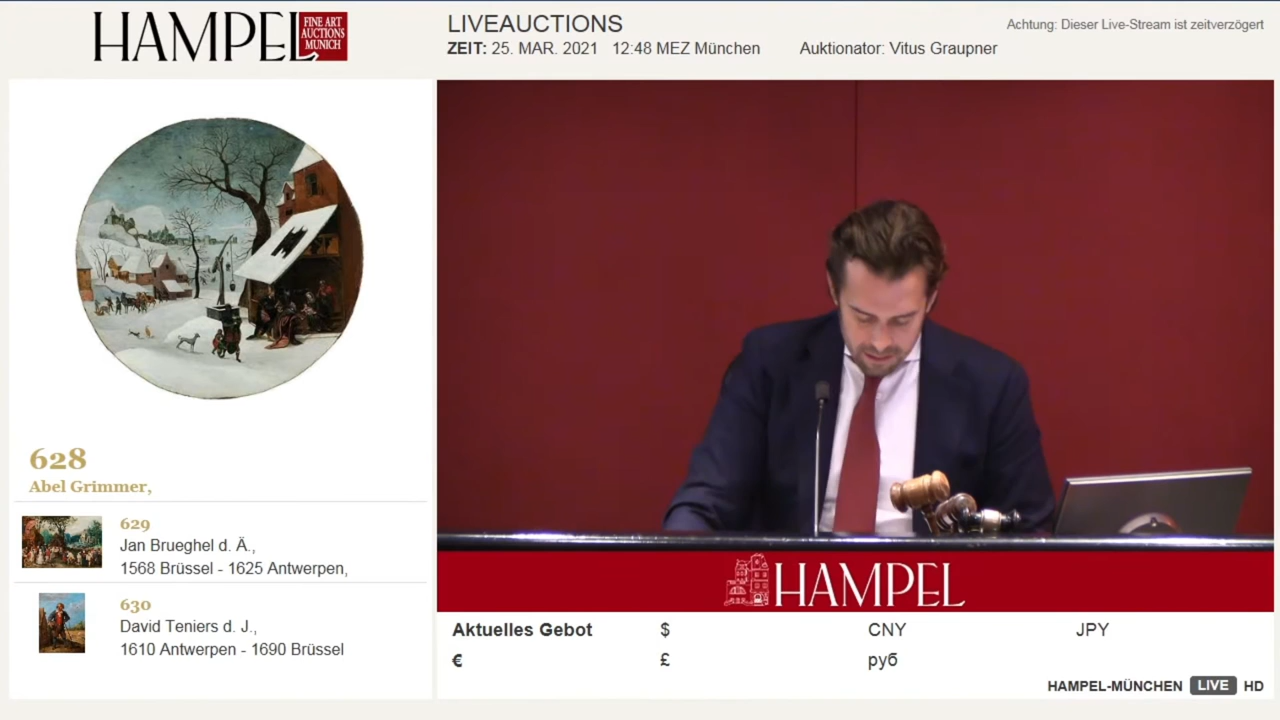 HAMPEL
FINE ART
AUCTIONS
MUNICH
LIVEAUCTIONS
ZEIT: 25. MAR. 2021 12:48 MEZ München
Auktionator: Vitus Graupner
Achtung: Dieser Live-Stream ist zeitverzögert
628
Abel Grimmer,
629
Jan Brueghel d. Ä.,
1568 Brüssel - 1625 Antwerpen,
630
David Teniers d. J.,
1610 Antwerpen - 1690 Brüssel
HAMPEL
Aktuelles Gebot $ CNY JPY
€ £ руб
HAMPEL-MÜNCHEN LIVE HD